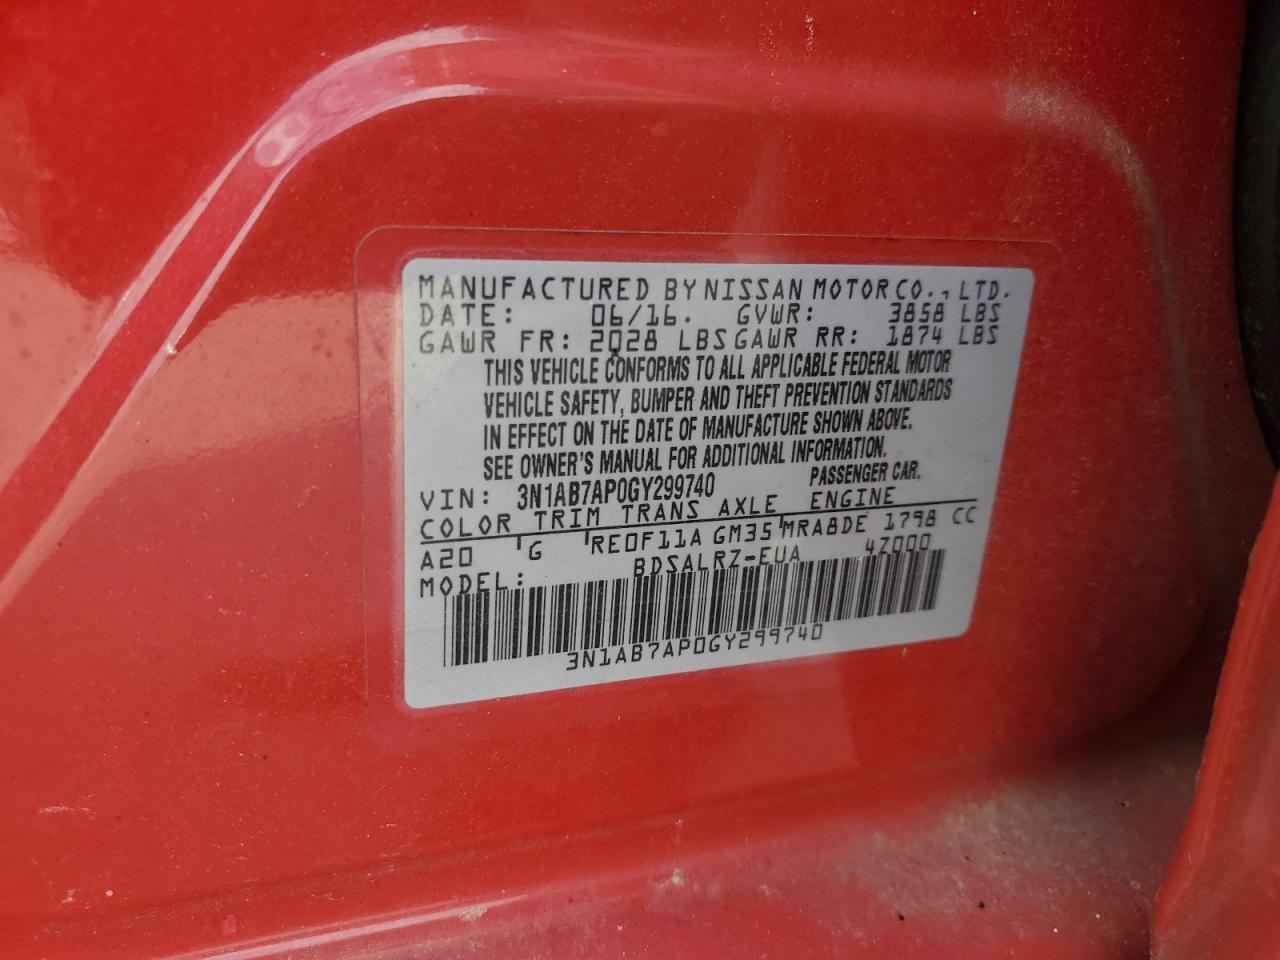 MANUFACTURED BY NISSAN MOTOR CO., LTD.
DATE: 06/16. GVWR: 3858 LBS
GAWR FR: 2028 LBS GAWR RR: 1874 LBS
THIS VEHICLE CONFORMS TO ALL APPLICABLE FEDERAL MOTOR
VEHICLE SAFETY, BUMPER AND THEFT PREVENTION STANDARDS
IN EFFECT ON THE DATE OF MANUFACTURE SHOWN ABOVE.
SEE OWNER'S MANUAL FOR ADDITIONAL INFORMATION.
VIN: 3N1AB7AP0GY299740 PASSENGER CAR.
COLOR TRIM TRANS AXLE ENGINE
A20 G RE0F11A GM35 MRA8DE 1798 CC
MODEL: BDSALRZ-EUA 4Z000
3N1AB7AP0GY299740